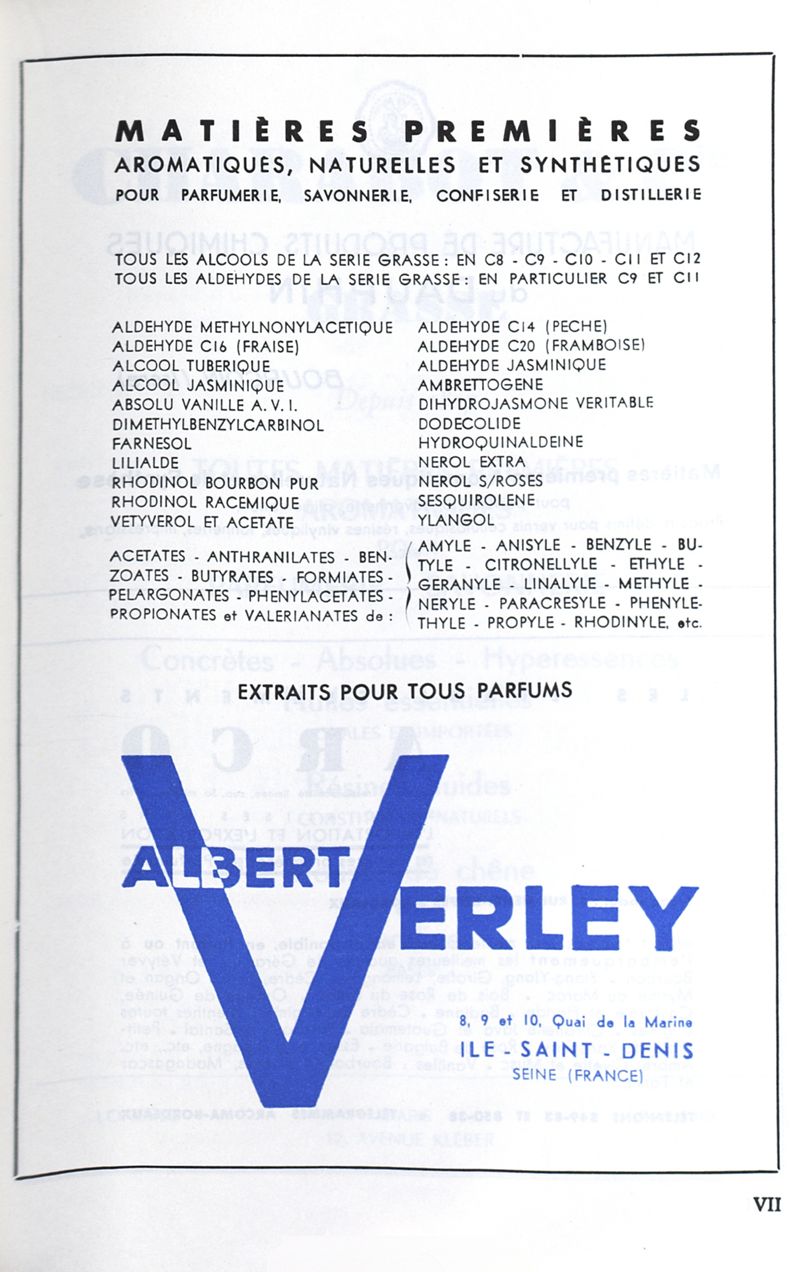 MATIÈRES PREMIÈRES
AROMATIQUES, NATURELLES ET SYNTHÉTIQUES
POUR PARFUMERIE, SAVONNERIE, CONFISERIE ET DISTILLERIE
TOUS LES ALCOOLS DE LA SERIE GRASSE : EN C8 - C9 - C10 - C11 ET C12
TOUS LES ALDEHYDES DE LA SERIE GRASSE : EN PARTICULIER C9 ET C11
ALDEHYDE METHYLNONYLACETIQUE
ALDEHYDE C16 (FRAISE)
ALCOOL TUBERIQUE
ALCOOL JASMINIQUE
ABSOLU VANILLE A. V. I.
DIMETHYLBENZYLCARBINOL
FARNESOL
LILIALDE
RHODINOL BOURBON PUR
RHODINOL RACEMIQUE
VETYVEROL ET ACETATE
ALDEHYDE C14 (PECHE)
ALDEHYDE C20 (FRAMBOISE)
ALDEHYDE JASMINIQUE
AMBRETTOGENE
DIHYDROJASMONE VERITABLE
DODECOLIDE
HYDROQUINALDEINE
NEROL EXTRA
NEROL S/ROSES
SESQUIROLENE
YLANGOL
ACETATES - ANTHRANILATES - BEN-
ZOATES - BUTYRATES - FORMIATES -
PELARGONATES - PHENYLACETATES -
PROPIONATES et VALERIANATES de :
AMYLE - ANISYLE - BENZYLE - BU-
TYLE - CITRONELLYLE - ETHYLE -
GERANYLE - LINALYLE - METHYLE -
NERYLE - PARACRESYLE - PHENYLE-
THYLE - PROPYLE - RHODINYLE, etc.
EXTRAITS POUR TOUS PARFUMS
ALBERT
VERLEY
8, 9 et 10, Quai de la Marine
ILE - SAINT - DENIS
SEINE (FRANCE)
VII